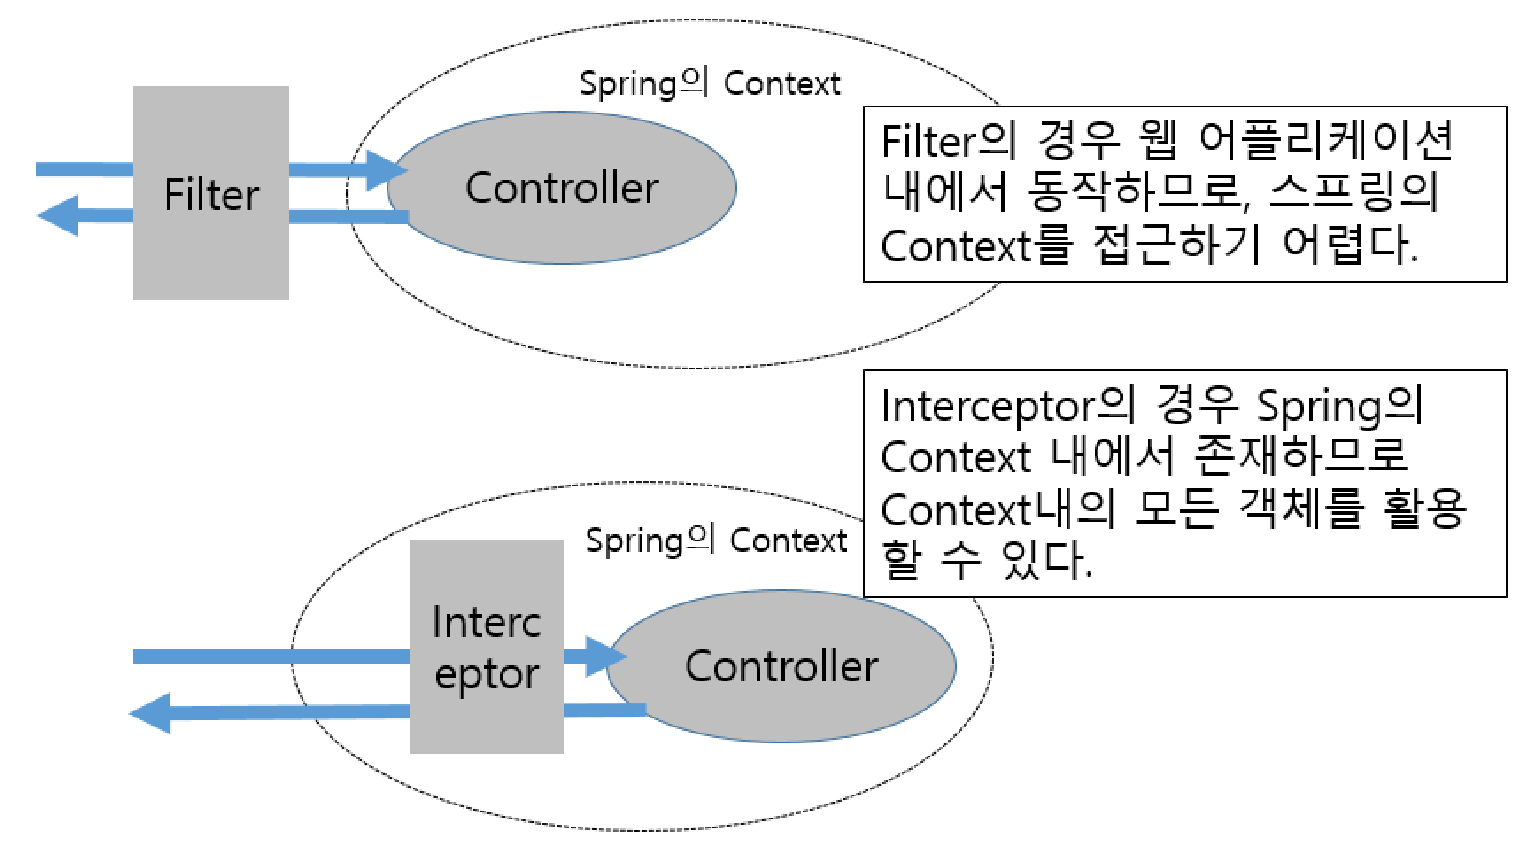 Spring의 Context
Filter
Controller
Filter의 경우 웹 어플리케이션
내에서 동작하므로, 스프링의
Context를 접근하기 어렵다.
Interceptor의 경우 Spring의
Context 내에서 존재하므로
Context내의 모든 객체를 활용
할 수 있다.
Spring의 Context
Interc
eptor
Controller